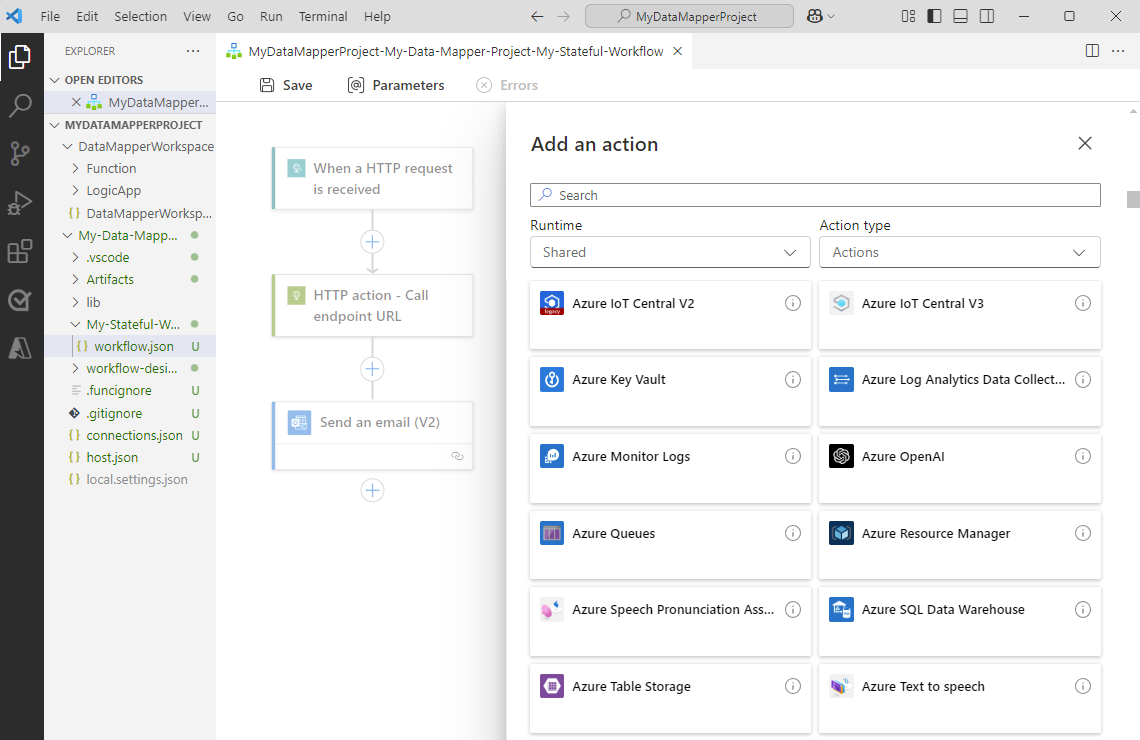 File Edit Selection View Go Run Terminal Help
MyDataMapperProject
EXPLORER
OPEN EDITORS
MyDataMapper...
MYDATAMAPPERPROJECT
DataMapperWorkspace
Function
LogicApp
DataMapperWorksp...
My-Data-Mapp...
.vscode
Artifacts
lib
My-Stateful-W...
workflow.json U
workflow-desi...
.funcignore U
.gitignore U
connections.json U
host.json U
local.settings.json
MyDataMapperProject-My-Data-Mapper-Project-My-Stateful-Workflow
Save Parameters Errors
When a HTTP request
is received
HTTP action - Call
endpoint URL
Send an email (V2)
Add an action
Search
Runtime Action type
Shared Actions
Azure IoT Central V2 Azure IoT Central V3
legacy
Azure Key Vault Azure Log Analytics Data Collect...
Azure Monitor Logs Azure OpenAI
Azure Queues Azure Resource Manager
Azure Speech Pronunciation Ass... Azure SQL Data Warehouse
Azure Table Storage Azure Text to speech